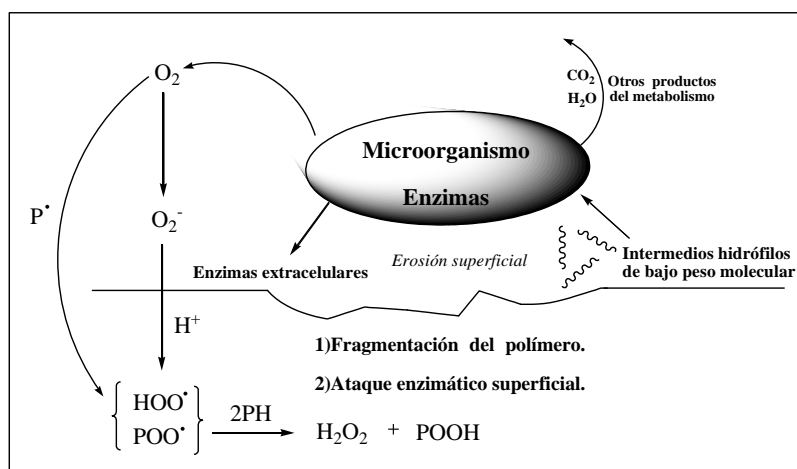 O₂
CO₂
H₂O
Otros productos
del metabolismo
Microorganismo
Enzimas
P•
O₂⁻
Enzimas extracelulares
Erosión superficial
Intermedios hidrófilos
de bajo peso molecular
H⁺
1)Fragmentación del polímero.
2)Ataque enzimático superficial.
HOO•
POO•
2PH
H₂O₂ + POOH